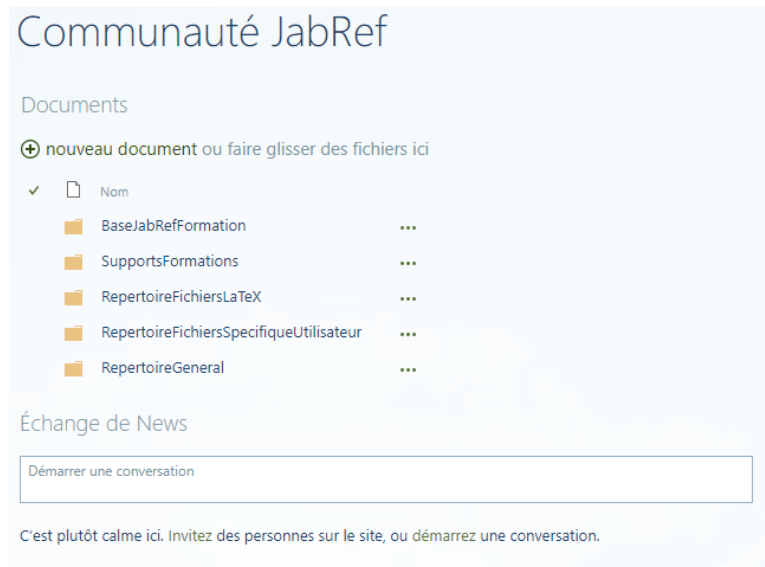 Communauté JabRef
Documents
nouveau document ou faire glisser des fichiers ici
Nom
BaseJabRefFormation
SupportsFormations
RepertoireFichiersLaTeX
RepertoireFichiersSpecifiqueUtilisateur
RepertoireGeneral
Échange de News
Démarrer une conversation
C'est plutôt calme ici. Invitez des personnes sur le site, ou démarrez une conversation.